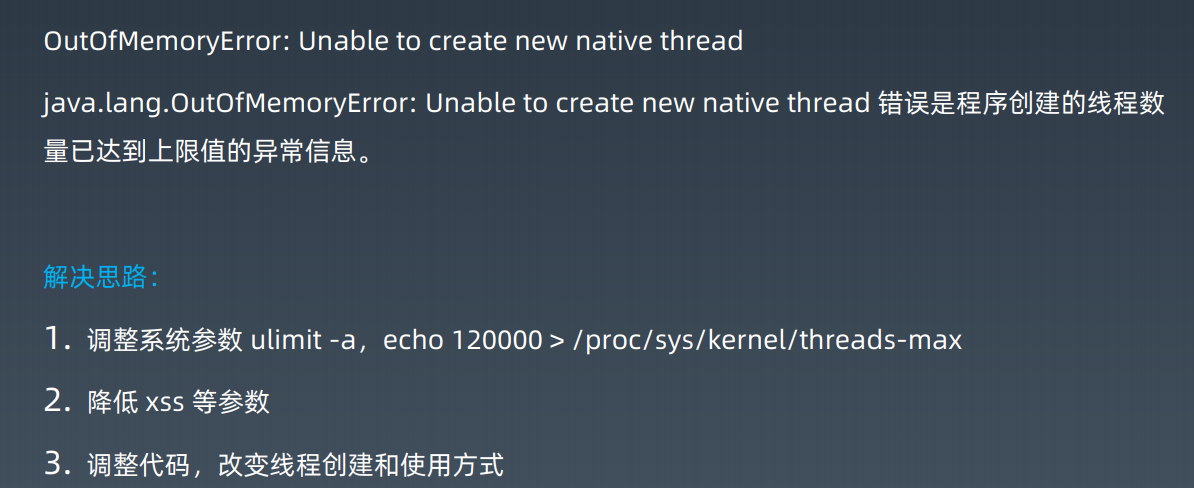 OutOfMemoryError: Unable to create new native thread
java.lang.OutOfMemoryError: Unable to create new native thread 错误是程序创建的线程数
量已达到上限值的异常信息。
解决思路：
1. 调整系统参数 ulimit -a，echo 120000 > /proc/sys/kernel/threads-max
2. 降低 xss 等参数
3. 调整代码，改变线程创建和使用方式